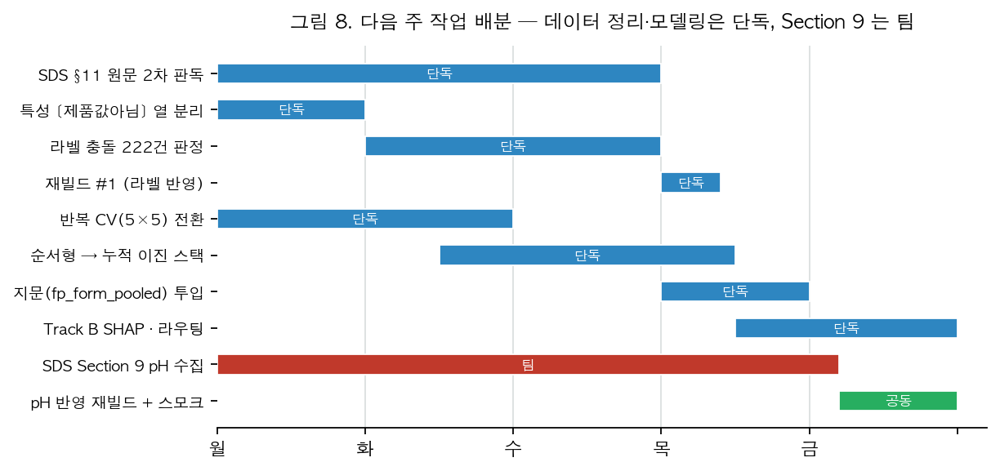 그림 8. 다음 주 작업 배분 — 데이터 정리·모델링은 단독, Section 9 는 팀
SDS §11 원문 2차 판독
단독
특성 〔제품값아님〕 열 분리
단독
라벨 충돌 222건 판정
단독
재빌드 #1 (라벨 반영)
단독
반복 CV(5×5) 전환
단독
순서형 → 누적 이진 스택
단독
지문(fp_form_pooled) 투입
단독
Track B SHAP · 라우팅
단독
SDS Section 9 pH 수집
팀
pH 반영 재빌드 + 스모크
공동
월 화 수 목 금